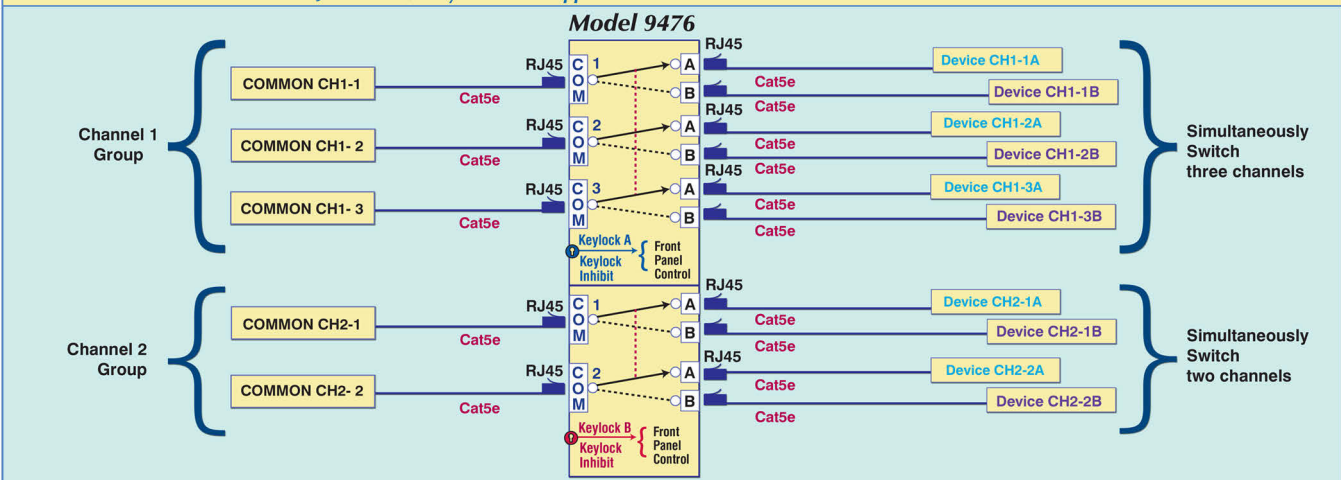 Model 9476
Channel 1
Group
COMMON CH1-1
COMMON CH1- 2
COMMON CH1- 3
RJ45
Cat5e
RJ45
Cat5e
RJ45
Cat5e
C
O
M
1
C
O
M
2
C
O
M
3
A
B
A
B
A
B
Keylock A
Keylock
Inhibit
Front
Panel
Control
RJ45
Cat5e
Cat5e
RJ45
Cat5e
Cat5e
RJ45
Cat5e
Cat5e
Device CH1-1A
Device CH1-1B
Device CH1-2A
Device CH1-2B
Device CH1-3A
Device CH1-3B
Simultaneously
Switch
three channels
Channel 2
Group
COMMON CH2-1
COMMON CH2- 2
RJ45
Cat5e
RJ45
Cat5e
C
O
M
1
C
O
M
2
A
B
A
B
Keylock B
Keylock
Inhibit
Front
Panel
Control
RJ45
Cat5e
Cat5e
RJ45
Cat5e
Cat5e
Device CH2-1A
Device CH2-1B
Device CH2-2A
Device CH2-2B
Simultaneously
Switch
two channels